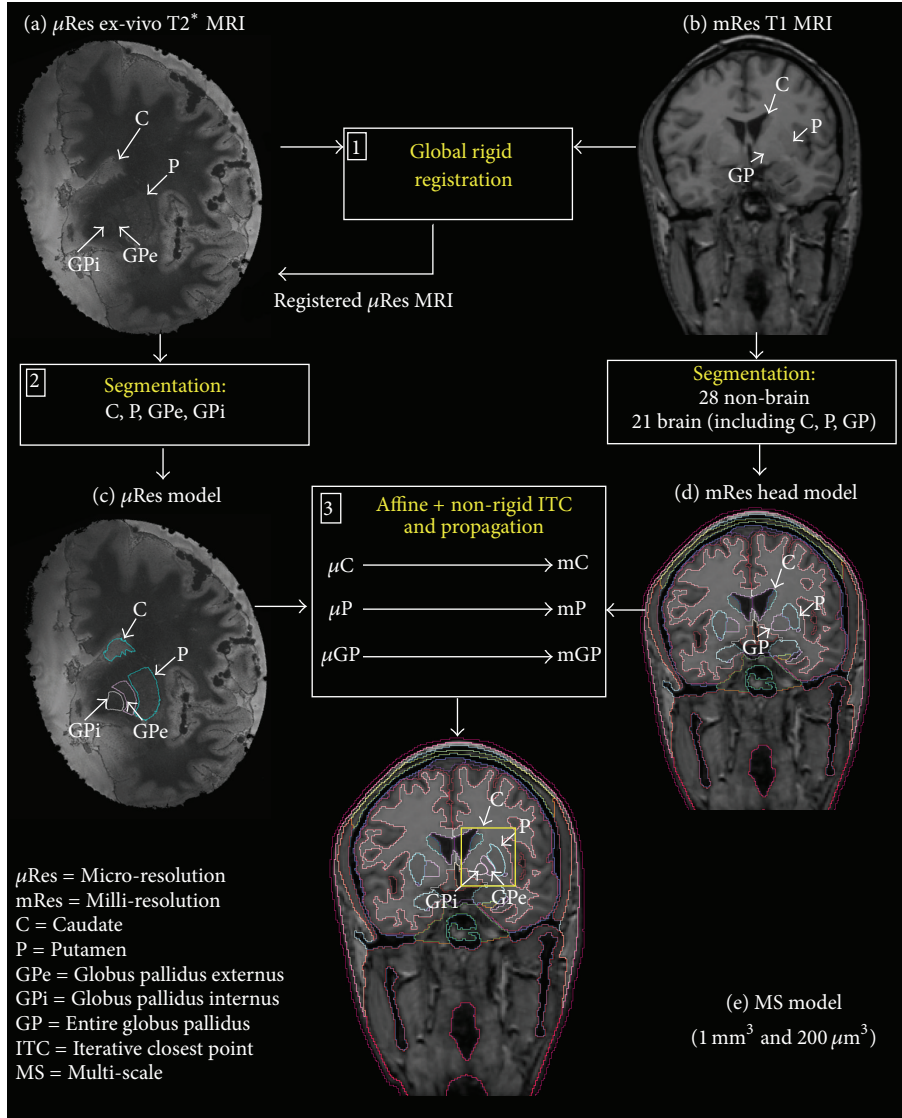 (a) μRes ex-vivo T2* MRI
(b) mRes T1 MRI
C
P
GPi
GPe
1
Global rigid
registration
C
P
GP
Registered μRes MRI
2
Segmentation:
C, P, GPe, GPi
Segmentation:
28 non-brain
21 brain (including C, P, GP)
(c) μRes model
3
Affine + non-rigid ITC
and propagation
μC
mC
μP
mP
μGP
mGP
(d) mRes head model
C
P
GPi
GPe
C
P
GP
C
P
GPi
GPe
μRes = Micro-resolution
mRes = Milli-resolution
C = Caudate
P = Putamen
GPe = Globus pallidus externus
GPi = Globus pallidus internus
GP = Entire globus pallidus
ITC = Iterative closest point
MS = Multi-scale
(e) MS model
(1 mm³ and 200 μm³)